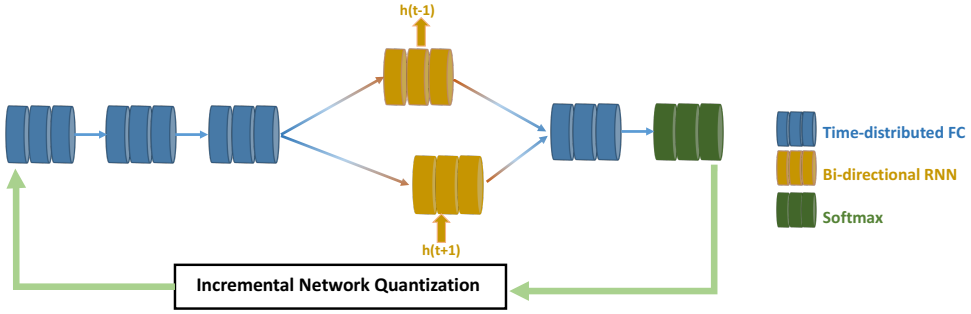 h(t-1)
Time-distributed FC
Bi-directional RNN
Softmax
h(t+1)
Incremental Network Quantization